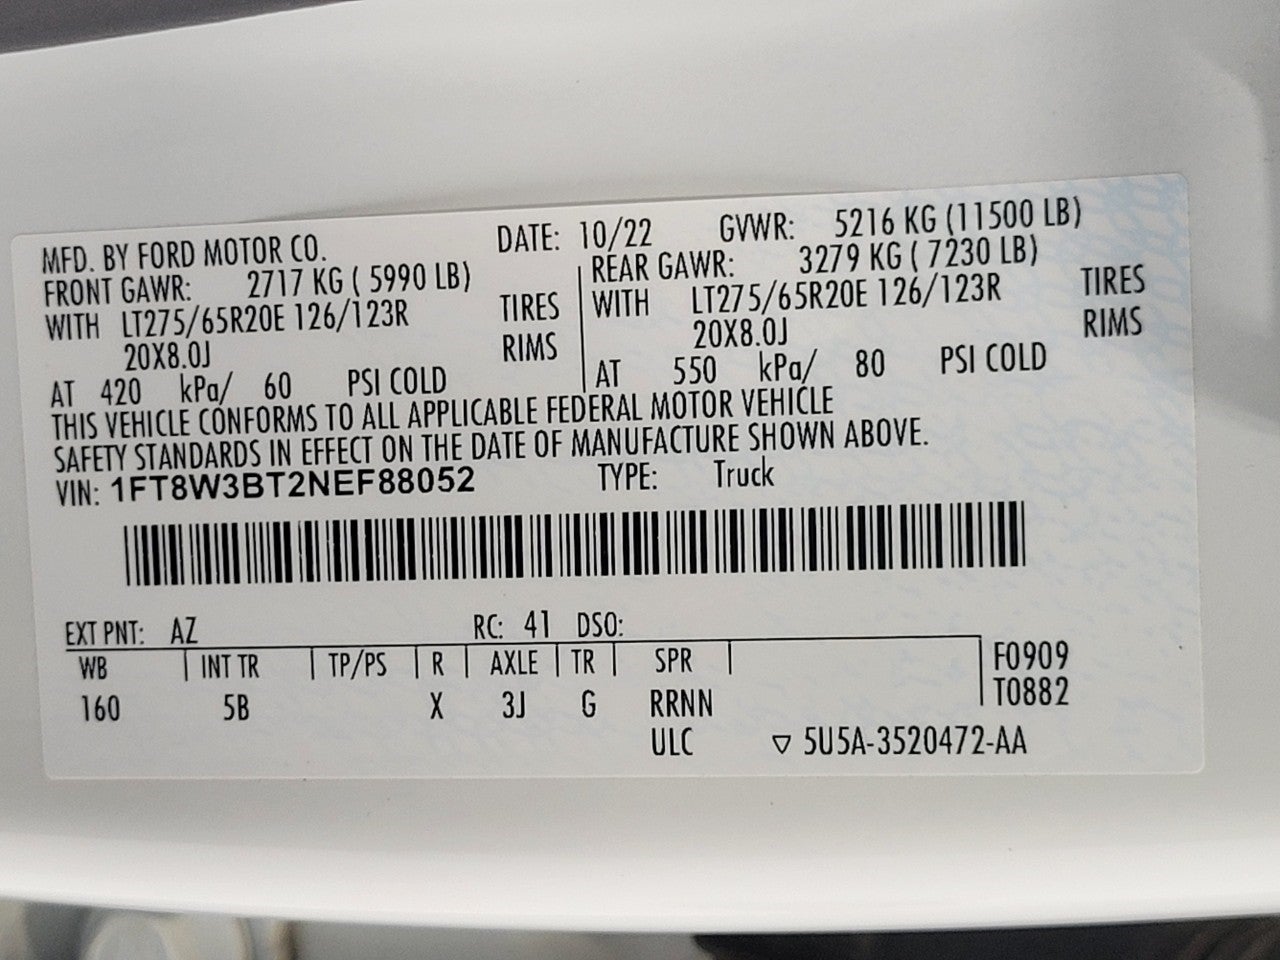 MFD. BY FORD MOTOR CO. DATE: 10/22 GVWR: 5216 KG (11500 LB)
FRONT GAWR: 2717 KG ( 5990 LB) REAR GAWR: 3279 KG ( 7230 LB)
WITH LT275/65R20E 126/123R TIRES WITH LT275/65R20E 126/123R TIRES
20X8.0J RIMS 20X8.0J RIMS
AT 420 kPa/ 60 PSI COLD AT 550 kPa/ 80 PSI COLD
THIS VEHICLE CONFORMS TO ALL APPLICABLE FEDERAL MOTOR VEHICLE
SAFETY STANDARDS IN EFFECT ON THE DATE OF MANUFACTURE SHOWN ABOVE.
VIN: 1FT8W3BT2NEF88052 TYPE: Truck
EXT PNT: AZ RC: 41 DSO:
WB INT TR TP/PS R AXLE TR SPR F0909
160 5B X 3J G RRNN T0882
ULC ▽ 5U5A-3520472-AA